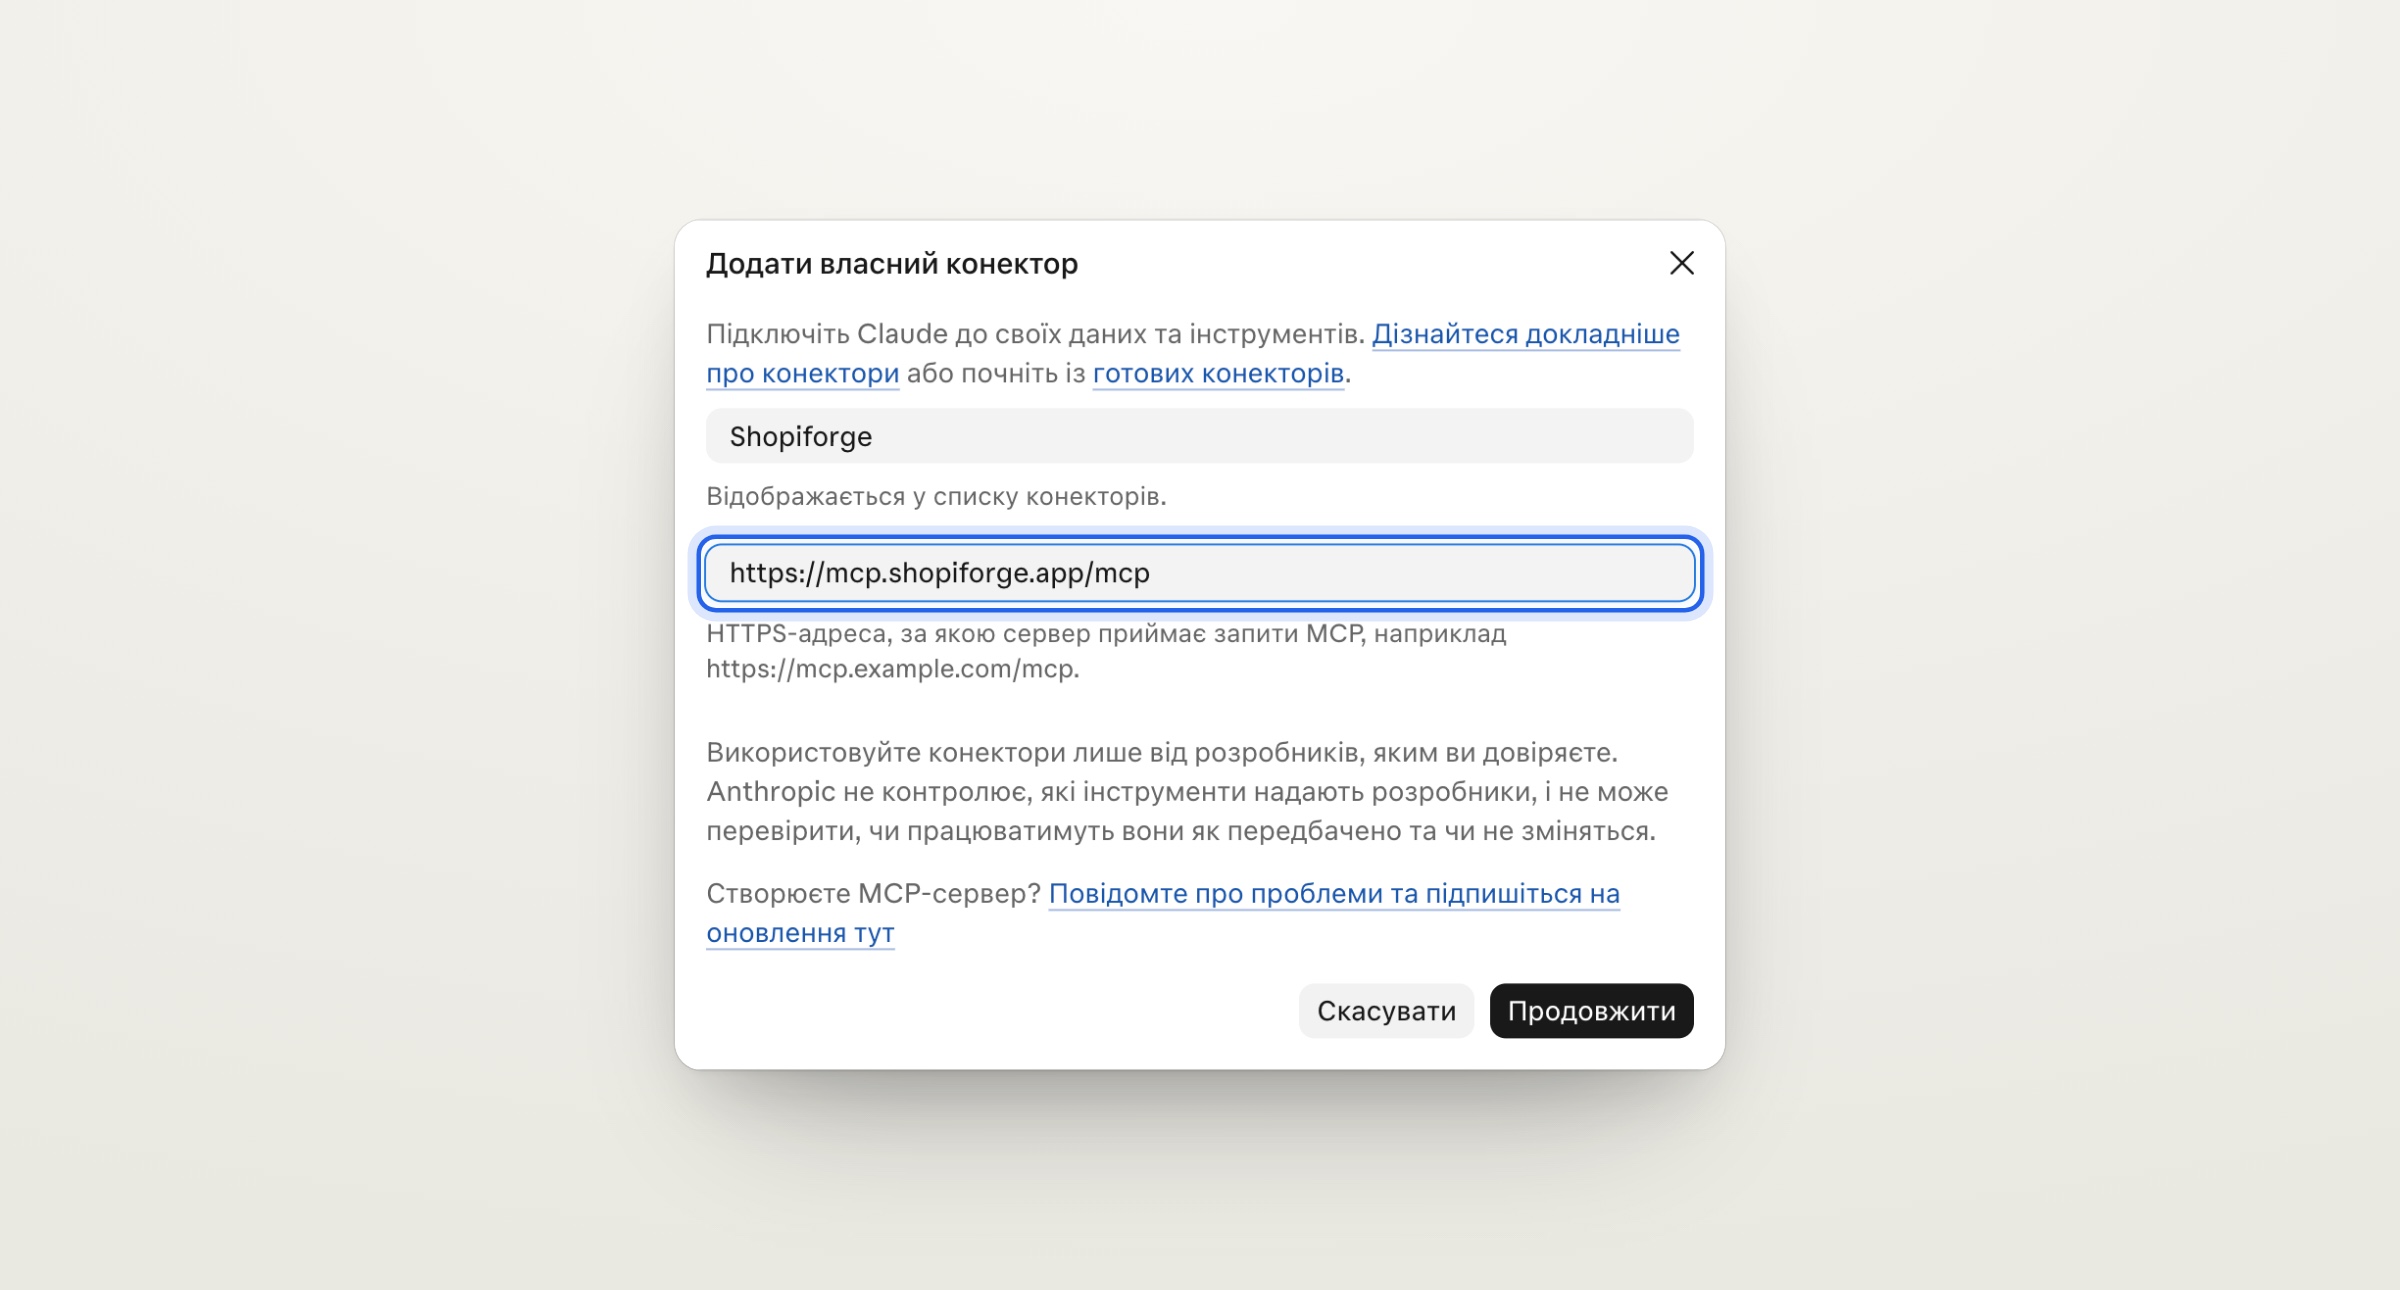 Додати власний конектор
Підключіть Claude до своїх даних та інструментів. Дізнайтеся докладніше
про конектори або почніть із готових конекторів.
Shopiforge
Відображається у списку конекторів.
https://mcp.shopiforge.app/mcp
HTTPS-адреса, за якою сервер приймає запити MCP, наприклад
https://mcp.example.com/mcp.
Використовуйте конектори лише від розробників, яким ви довіряєте.
Anthropic не контролює, які інструменти надають розробники, і не може
перевірити, чи працюватимуть вони як передбачено та чи не зміняться.
Створюєте MCP-сервер? Повідомте про проблеми та підпишіться на
оновлення тут
Скасувати
Продовжити